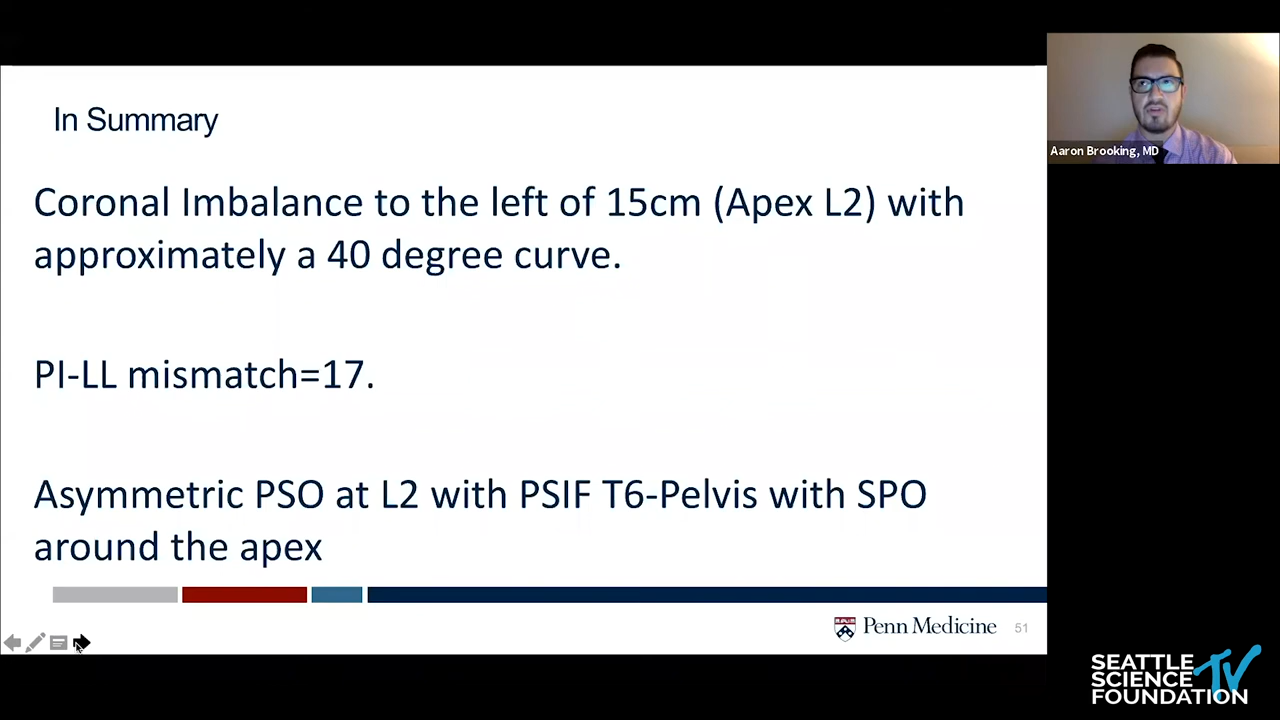 In Summary
Coronal Imbalance to the left of 15cm (Apex L2) with
approximately a 40 degree curve.
PI-LL mismatch=17.
Asymmetric PSO at L2 with PSIF T6-Pelvis with SPO
around the apex
Penn Medicine
51
Aaron Brooking, MD
SEATTLE
SCIENCE
FOUNDATION
TV